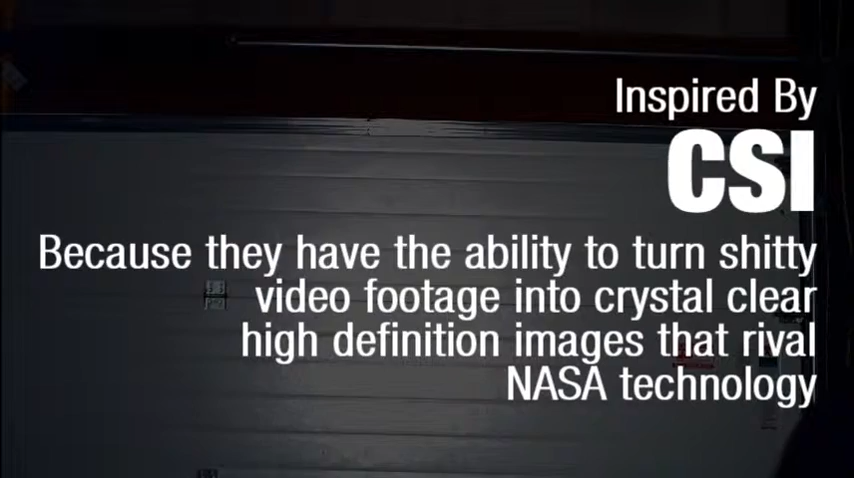 Inspired By
CSI
Because they have the ability to turn shitty
video footage into crystal clear
high definition images that rival
NASA technology